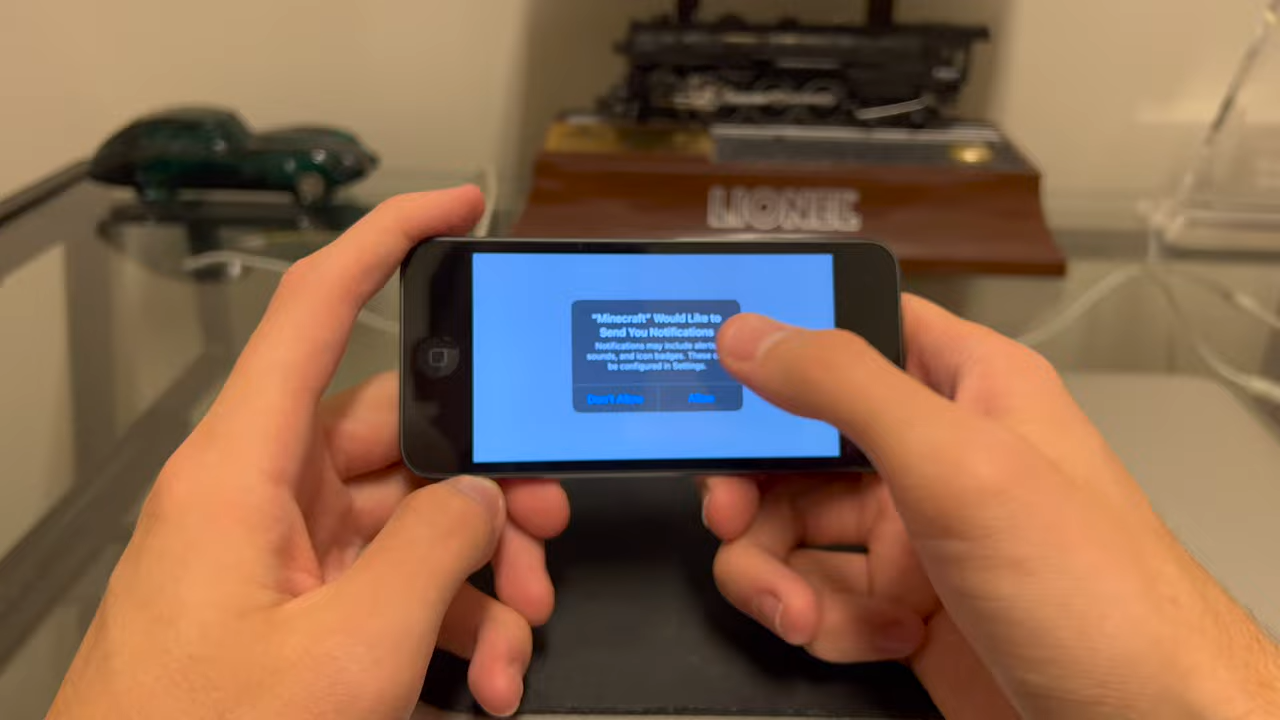 LIONEL
"Minecraft" Would Like to
Send You Notifications
Notifications may include alerts,
sounds, and icon badges. These
be configured in Settings.
Don't Allow
Allow